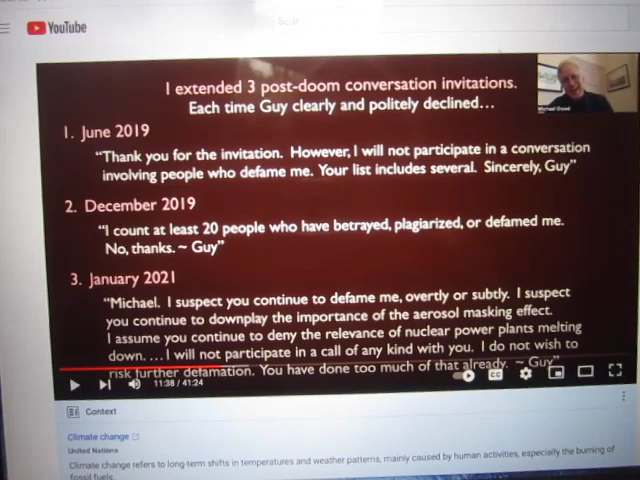 YouTube
I extended 3 post-doom conversation invitations.
Each time Guy clearly and politely declined…
Michael Dowd
1. June 2019
“Thank you for the invitation. However, I will not participate in a conversation
involving people who defame me. Your list includes several. Sincerely, Guy”
2. December 2019
“I count at least 20 people who have betrayed, plagiarized, or defamed me.
No, thanks. ~ Guy”
3. January 2021
“Michael. I suspect you continue to defame me, overtly or subtly. I suspect
you continue to downplay the importance of the aerosol masking effect.
I assume you continue to deny the relevance of nuclear power plants melting
down. … I will not participate in a call of any kind with you. I do not wish to
risk further defamation. You have done too much of that already. ~ Guy”
11:38 / 41:24
CC
Context
Climate change
United Nations
Climate change refers to long-term shifts in temperatures and weather patterns, mainly caused by human activities, especially the burning of
fossil fuels.